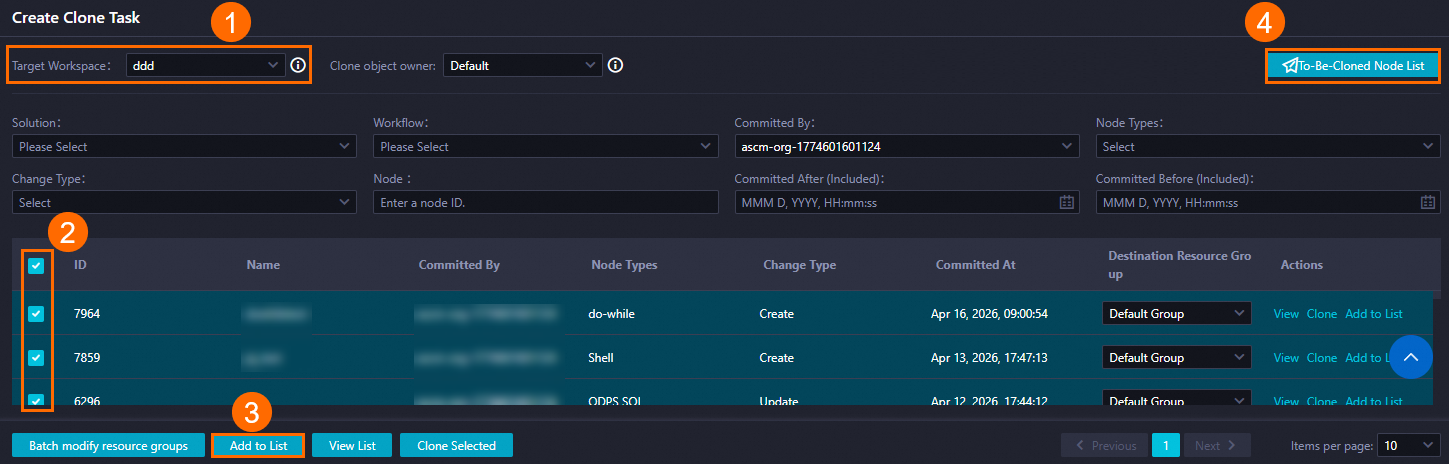 Create Clone Task
1
4
Target Workspace: ddd
Clone object owner: Default
To-Be-Cloned Node List
Solution:
Workflow:
Committed By:
Node Types:
Please Select
Please Select
ascm-org-1774601601124
Select
Change Type:
Node :
Committed After (Included):
Committed Before (Included):
Select
Enter a node ID.
MMM D, YYYY, HH:mm:ss
MMM D, YYYY, HH:mm:ss
2
ID
Name
Committed By
Node Types
Change Type
Committed At
Destination Resource Gro
up
Actions
7964
do-while
Create
Apr 16, 2026, 09:00:54
Default Group
View Clone Add to List
7859
Shell
Create
Apr 13, 2026, 17:47:13
Default Group
View Clone Add to L
6296
ODPS SQL
Update
Apr 12, 2026, 17:44:12
Default Group
View Clone Add to List
3
Batch modify resource groups
Add to List
View List
Clone Selected
Previous
1
Next
Items per page: 10